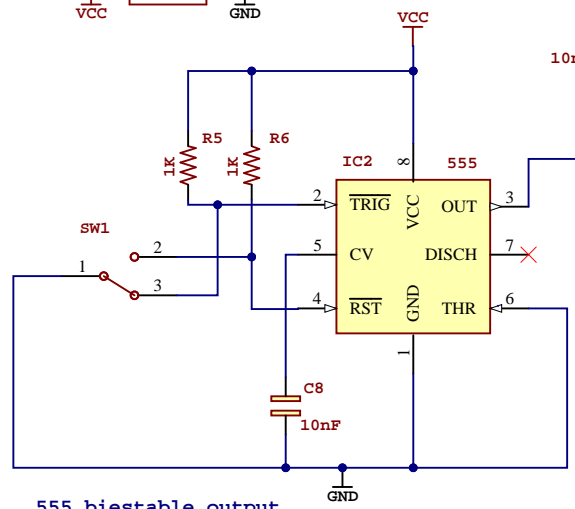 VCC
GND
VCC
10n
R5
R6
1K
1K
IC2
555
8
2
TRIG
VCC
OUT
3
SW1
2
5
CV
DISCH
7
1
3
4
RST
GND
THR
6
1
C8
10nF
GND
555 biestable output